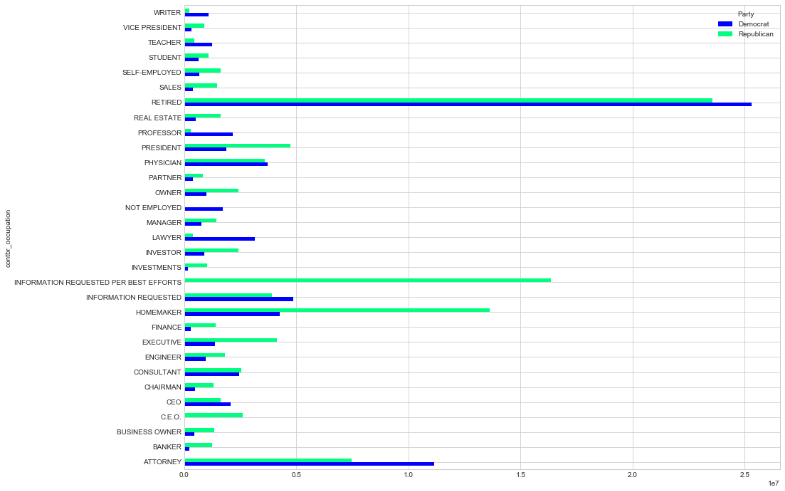 Party
Democrat
Republican
WRITER
VICE PRESIDENT
TEACHER
STUDENT
SELF-EMPLOYED
SALES
RETIRED
REAL ESTATE
PROFESSOR
PRESIDENT
PHYSICIAN
PARTNER
OWNER
NOT EMPLOYED
MANAGER
LAWYER
INVESTOR
INVESTMENTS
INFORMATION REQUESTED PER BEST EFFORTS
INFORMATION REQUESTED
HOMEMAKER
FINANCE
EXECUTIVE
ENGINEER
CONSULTANT
CHAIRMAN
CEO
C.E.O.
BUSINESS OWNER
BANKER
ATTORNEY
contbr_occupation
0.0 0.5 1.0 1.5 2.0 2.5
1e7